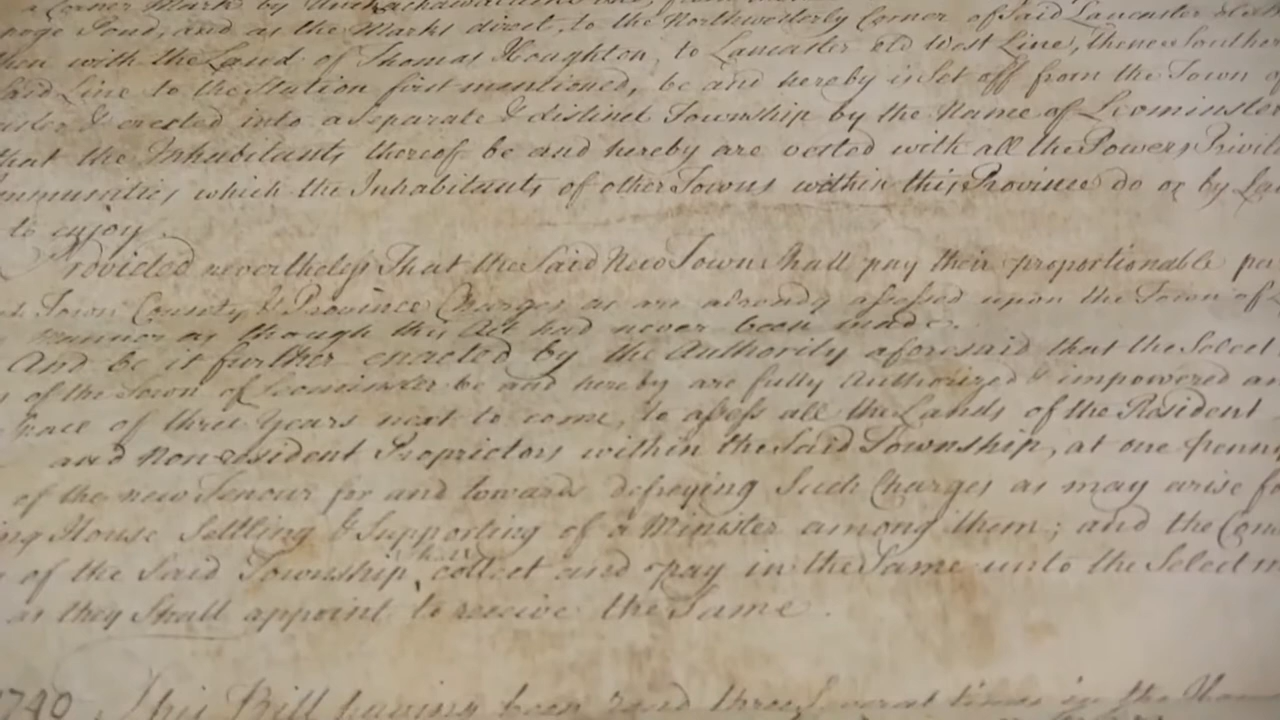 a Corner Mark by
Pond, and as the Marks direct, to the Northwesterly Corner of Said Lancaster
then with the Land of Thomas Houghton, to Lancaster old West Line, thence Souther
Said Line to the Station first mentioned, be and hereby is Set off from the Town of
& erected into a Separate & distinct Township by the Name of Leominster
that the Inhabitants thereof be and hereby are vested with all the Powers, Privil
mmunities which the Inhabitants of other Towns within this Province do or by La
to enjoy.
Provided nevertheless That the Said New Town Shall pay their proportionable
Town County & Province Charges as are already assessed upon the Town of
manner as though this Act had never been made.
And be it further enacted by the Authority aforesaid that the Select
of the Town of Leominster be and hereby are fully Authorized & impowered
Space of three Years next to come, to assess all the Lands of the Resident
and Non resident Proprietors within the Said Township, at one penny
of the new Tenour for and towards defreying Such Charges as may arise fo
ing House Settling & Supporting of a Minister among them; and the Con
of the Said Township, Shall collect and pay in the Same unto the Selectm
as they Shall appoint to receive the Same.
1740 This Bill having been read three Several times in the Hou